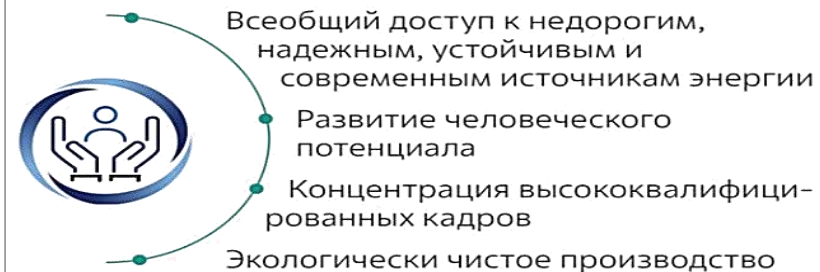 Всеобщий доступ к недорогим,
надежным, устойчивым и
современным источникам энергии
Развитие человеческого
потенциала
Концентрация высококвалифици-
рованных кадров
Экологически чистое производство